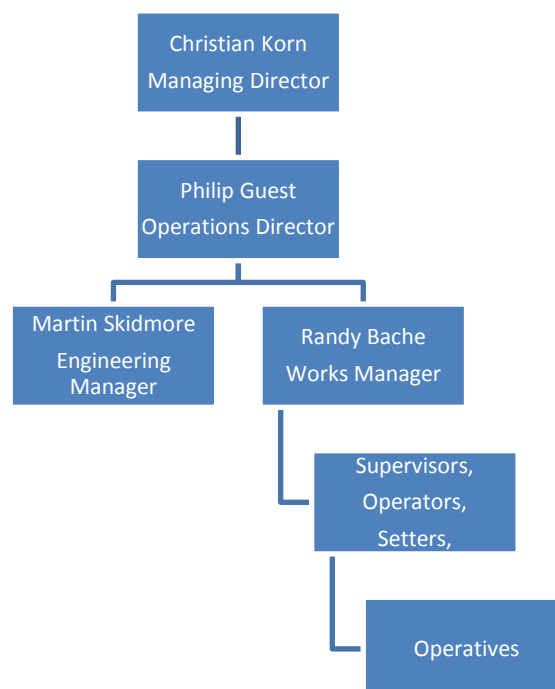 Christian Korn
Managing Director
Philip Guest
Operations Director
Martin Skidmore
Engineering
Manager
Randy Bache
Works Manager
Supervisors,
Operators,
Setters,
Operatives